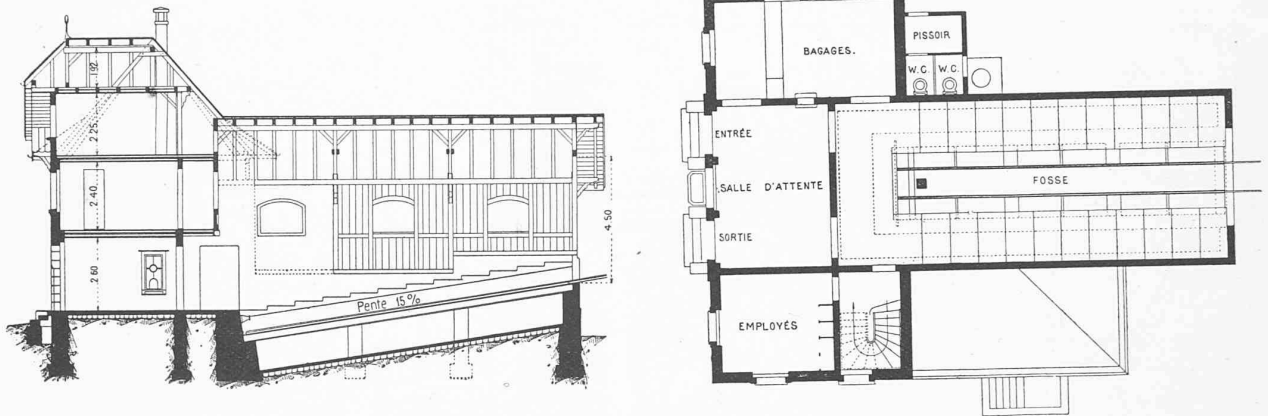 1.92
2.25
2.40
2.60
4.50
Pente 15%
BAGAGES.
PISSOIR
W.C. W.C.
ENTRÉE
SALLE D'ATTENTE
SORTIE
FOSSE
EMPLOYÉS